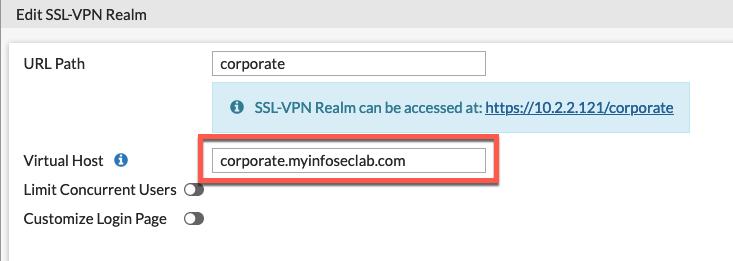 Edit SSL-VPN Realm
URL Path corporate
SSL-VPN Realm can be accessed at: https://10.2.2.121/corporate
Virtual Host corporate.myinfoseclab.com
Limit Concurrent Users
Customize Login Page